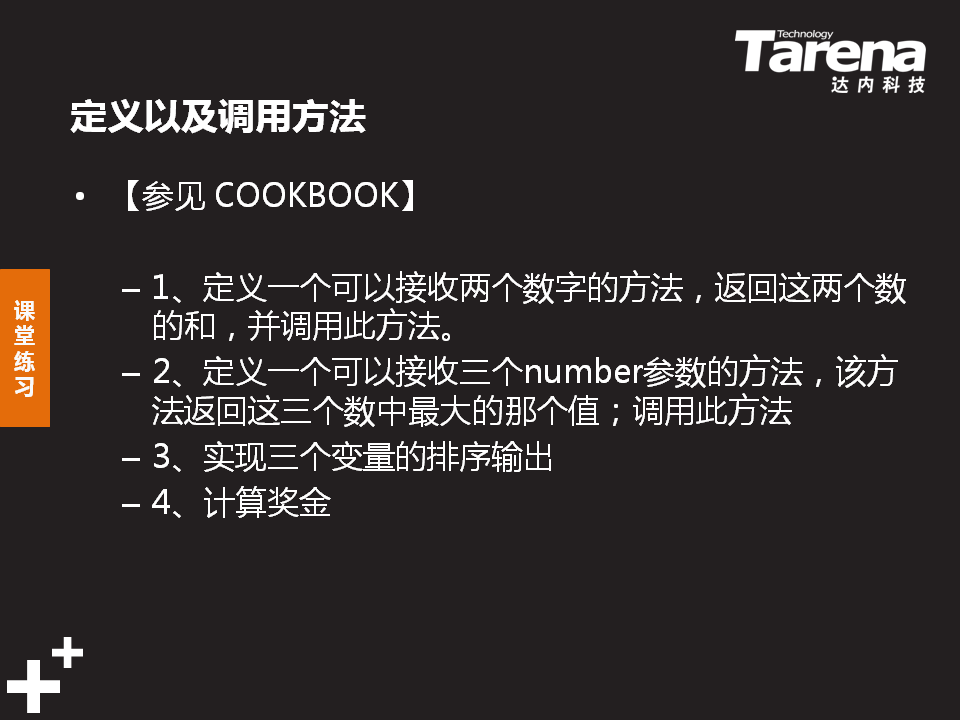 Technology
Tarena
达内科技
定义以及调用方法
• 【参见 COOKBOOK】
– 1、定义一个可以接收两个数字的方法，返回这两个数
的和，并调用此方法。
– 2、定义一个可以接收三个number参数的方法，该方
法返回这三个数中最大的那个值；调用此方法
– 3、实现三个变量的排序输出
– 4、计算奖金
课
堂
练
习